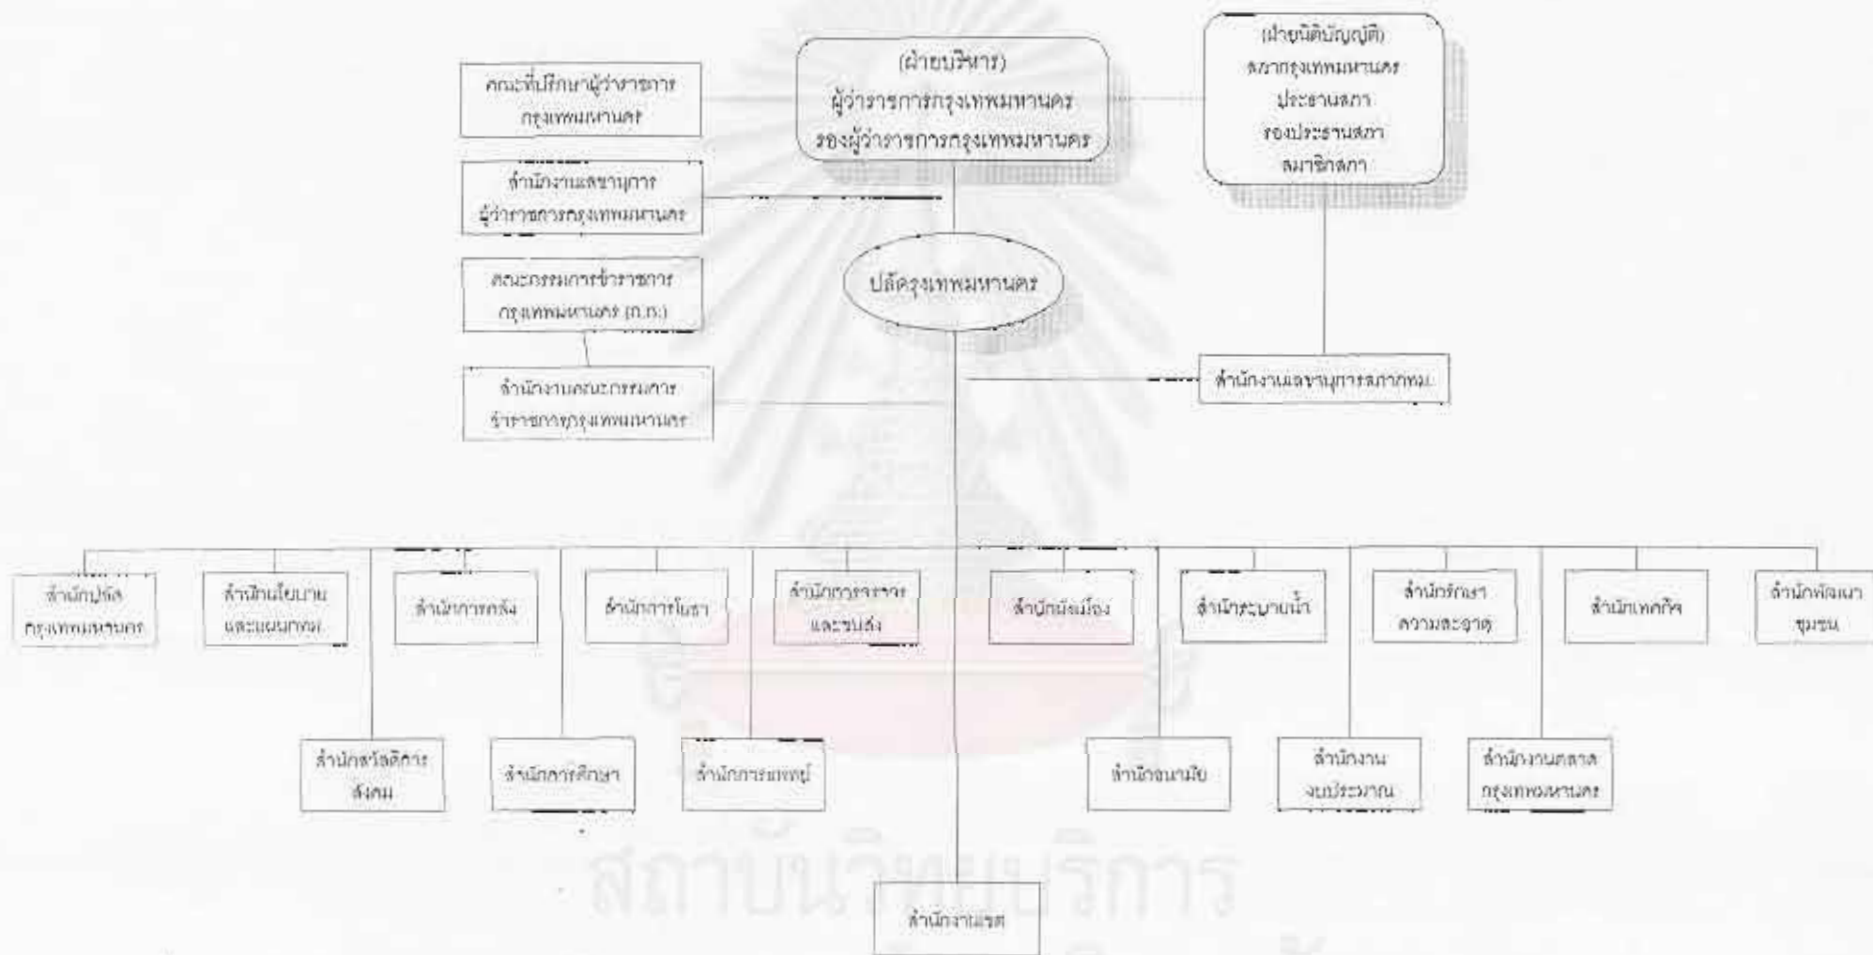 (ฝ่ายบริหาร)
ผู้ว่าราชการกรุงเทพมหานคร
รองผู้ว่าราชการกรุงเทพมหานคร
(ฝ่ายนิติบัญญัติ)
สภากรุงเทพมหานคร
ประธานสภา
รองประธานสภา
สมาชิกสภา
คณะที่ปรึกษาผู้ว่าราชการ
กรุงเทพมหานคร
สำนักงานเลขานุการ
ผู้ว่าราชการกรุงเทพมหานคร
ปลัดรุงเทพมหานคร
คณะกรรมการข้าราชการ
กรุงเทพมหานคร (ก.ก.)
สำนักงานคณะกรรมการ
ข้าราชการกรุงเทพมหานคร
สำนักงานเลขานุการสภากทม.
สำนักปลัด
กรุงเทพมหานคร
สำนักนโยบาย
และแผนกทม.
สำนักการคลัง
สำนักการโยธา
สำนักการจราจร
และขนส่ง
สำนักผังเมือง
สำนักระบายน้ำ
สำนักรักษา
ความสะอาด
สำนักเทศกิจ
สำนักพัฒนา
ชุมชน
สำนักสวัสดิการ
สังคม
สำนักการศึกษา
สำนักการแพทย์
สำนักอนามัย
สำนักงาน
งบประมาณ
สำนักงานตลาด
กรุงเทพมหานคร
สถาบันวิทยบริการ
สำนักงานเขต